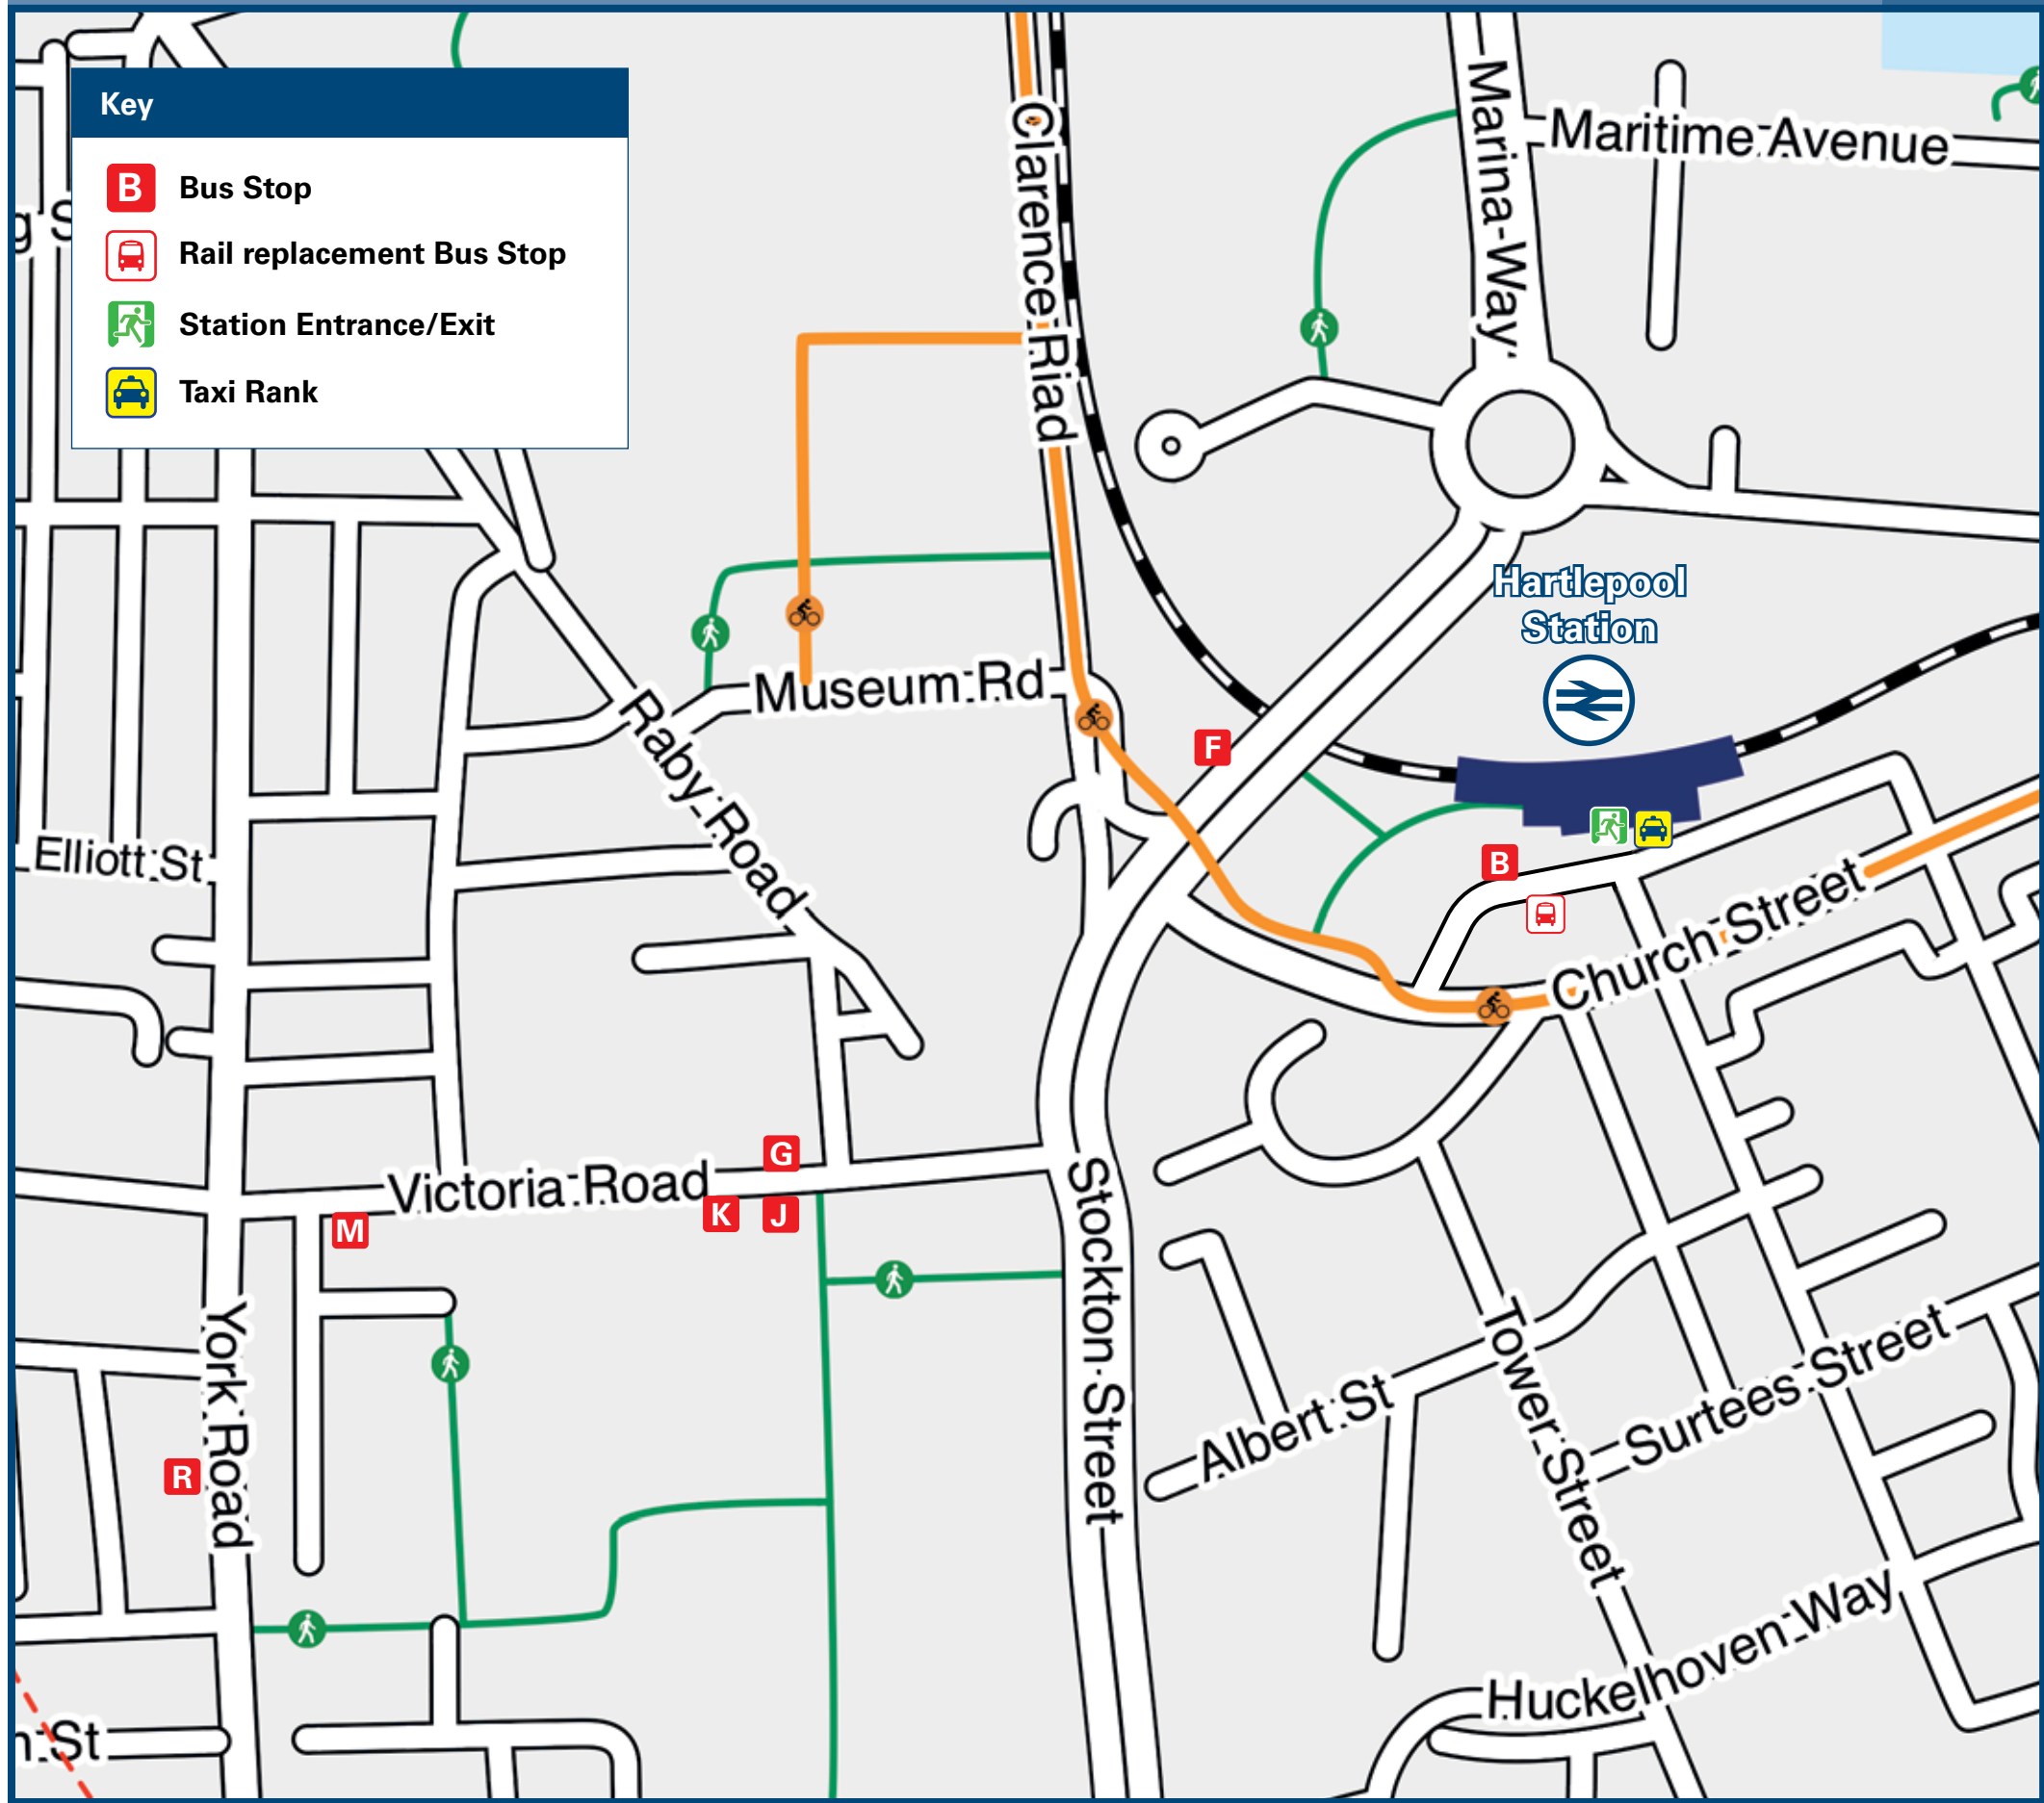 Key
B Bus Stop
Rail replacement Bus Stop
Station Entrance/Exit
Taxi Rank
g S
Clarence Riad
Marina Way
Maritime Avenue
Hartlepool
Station
Museum Rd
Raby Road
F
Elliott St
B
Church Street
G
Victoria Road
K
J
M
Stockton Street
York Road
R
Albert St
Tower Street
Surtees Street
Huckelhoven Way
n St